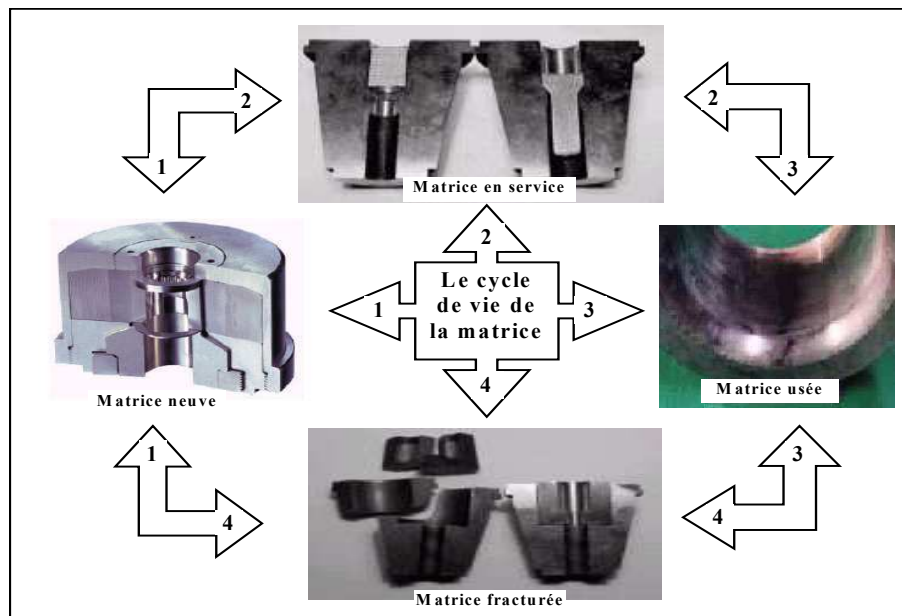 2
2
1
3
Matrice en service
2
Le cycle
de vie de
la matrice
1
3
4
Matrice neuve
Matrice usée
1
3
4
4
Matrice fracturée